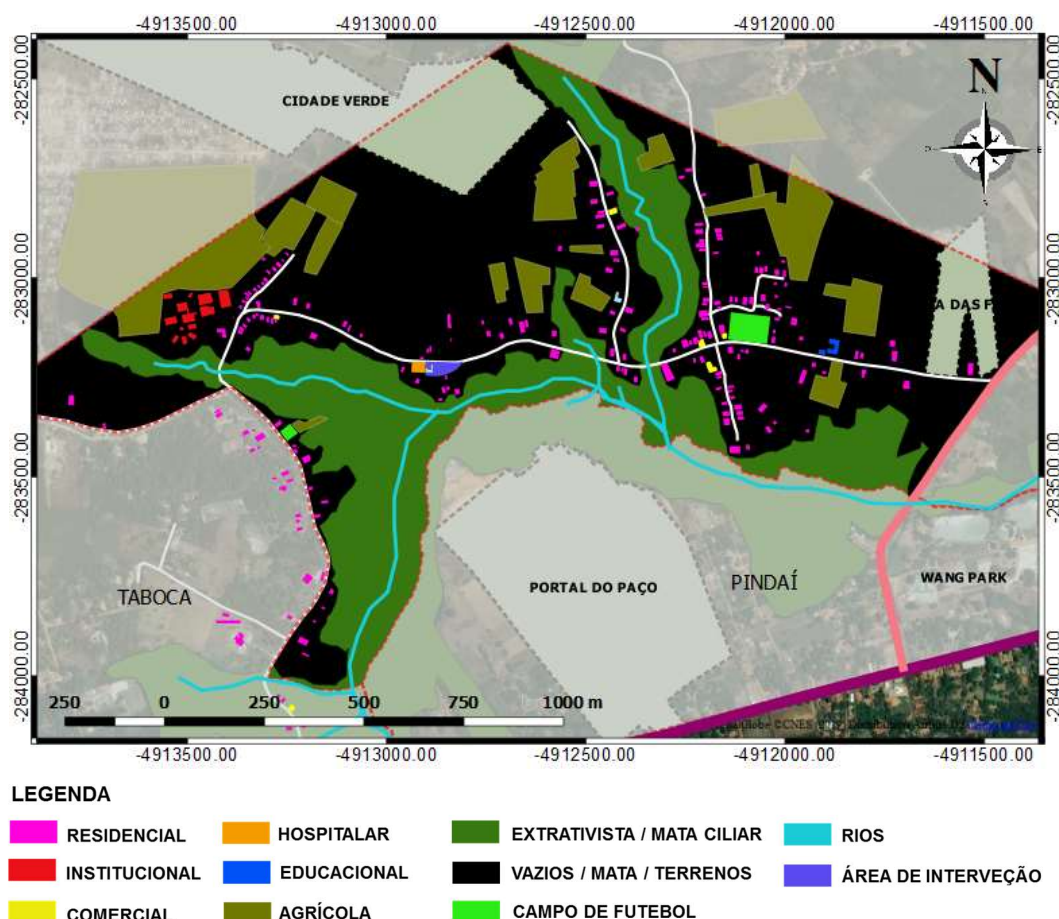 -4913500.00 -4913000.00 -4912500.00 -4912000.00 -4911500.00
-282500.00 -283000.00 -283500.00 -284000.00
-282500.00 -283000.00 -283500.00 -284000.00
N
CIDADE VERDE
A DAS F
TABOCA
PORTAL DO PAÇO
PINDAÍ
WANG PARK
250 0 250 500 750 1000 m
-4913500.00 -4913000.00 -4912500.00 -4912000.00 -4911500.00
LEGENDA
RESIDENCIAL HOSPITALAR EXTRATIVISTA / MATA CILIAR RIOS
INSTITUCIONAL EDUCACIONAL VAZIOS / MATA / TERRENOS ÁREA DE INTERVEÇÃO
COMERCIAL AGRÍCOLA CAMPO DE FUTEBOL